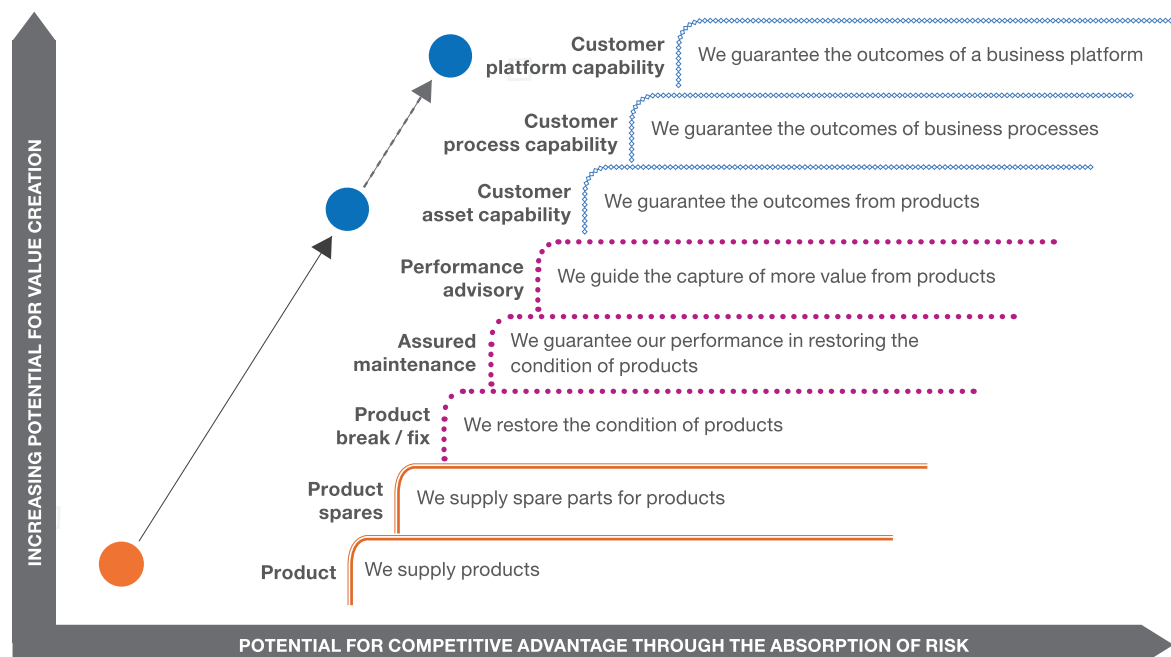 INCREASING POTENTIAL FOR VALUE CREATION
Customer
platform capability
We guarantee the outcomes of a business platform
Customer
process capability
We guarantee the outcomes of business processes
Customer
asset capability
We guarantee the outcomes from products
Performance
advisory
We guide the capture of more value from products
Assured
maintenance
We guarantee our performance in restoring the
condition of products
Product
break / fix
We restore the condition of products
Product
spares
We supply spare parts for products
Product
We supply products
POTENTIAL FOR COMPETITIVE ADVANTAGE THROUGH THE ABSORPTION OF RISK